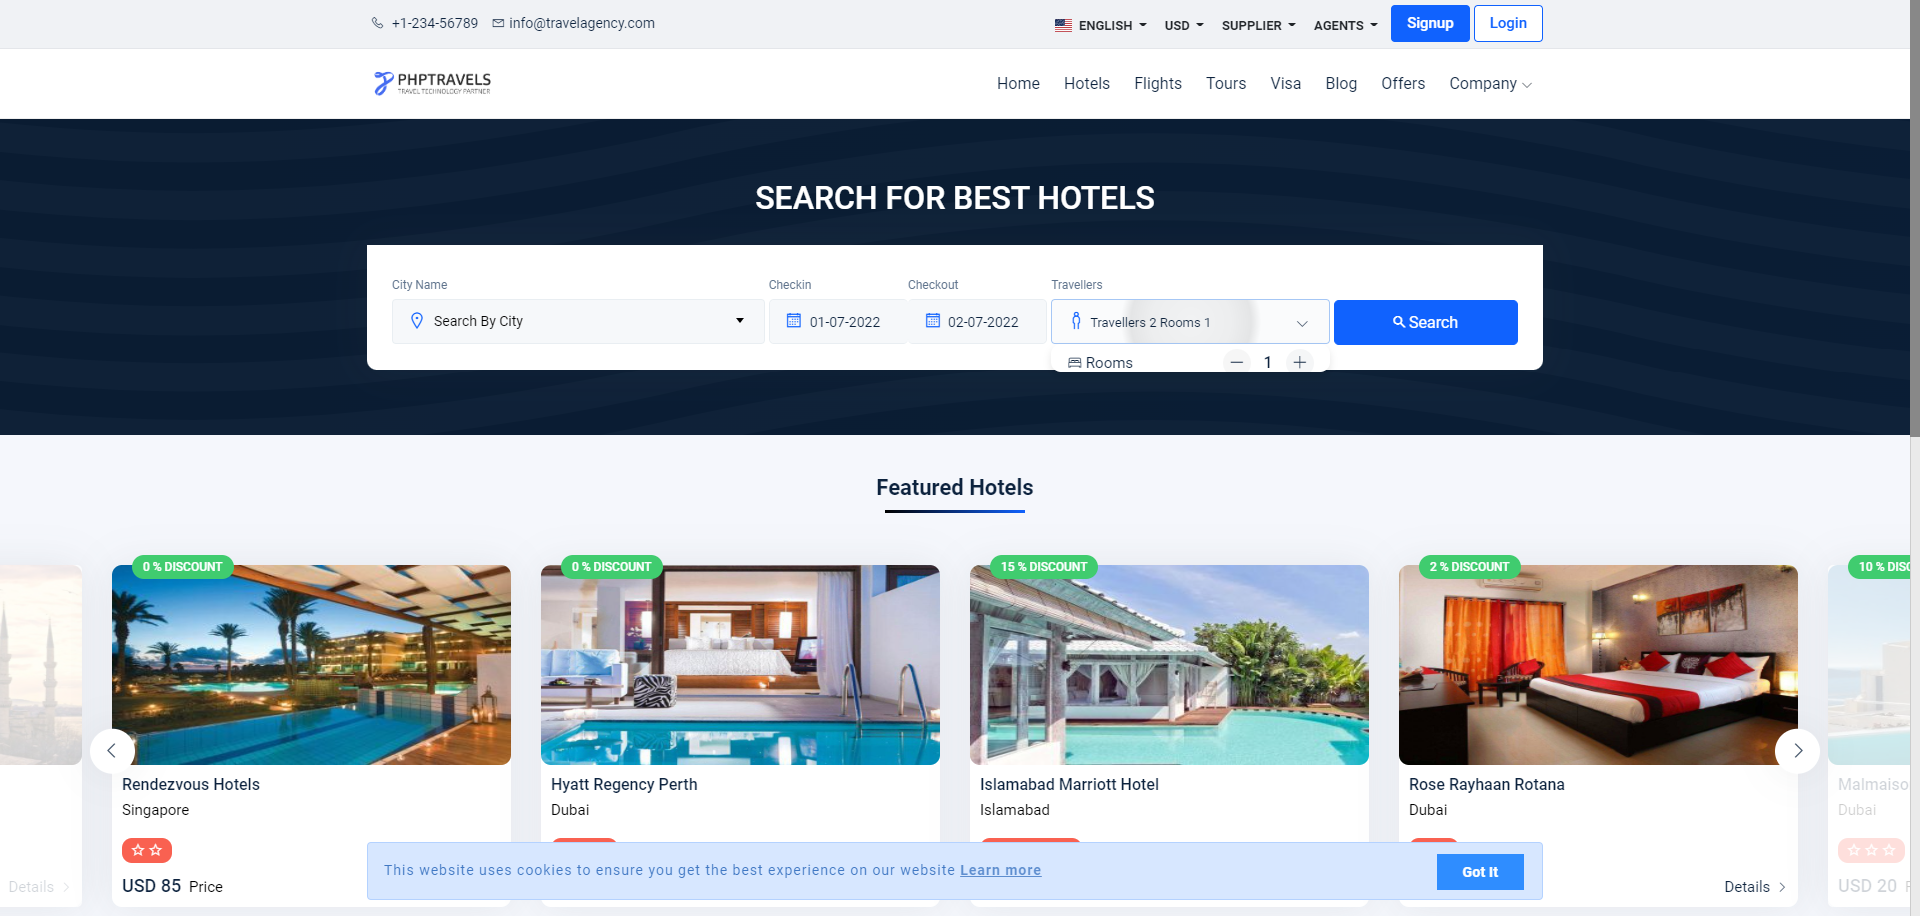 +1-234-56789 info@travelagency.com ENGLISH USD SUPPLIER AGENTS Signup Login
PHPTRAVELS
TRAVEL TECHNOLOGY PARTNER
Home Hotels Flights Tours Visa Blog Offers Company
SEARCH FOR BEST HOTELS
City Name Checkin Checkout Travellers
Search By City 01-07-2022 02-07-2022 Travellers 2 Rooms 1 Search
Rooms 1
Featured Hotels
0 % DISCOUNT 0 % DISCOUNT 15 % DISCOUNT 2 % DISCOUNT 10 % DISC
Rendezvous Hotels Hyatt Regency Perth Islamabad Marriott Hotel Rose Rayhaan Rotana Malmaiso
Singapore Dubai Islamabad Dubai Dubai
This website uses cookies to ensure you get the best experience on our website Learn more Got It
Details USD 85 Price Details USD 20